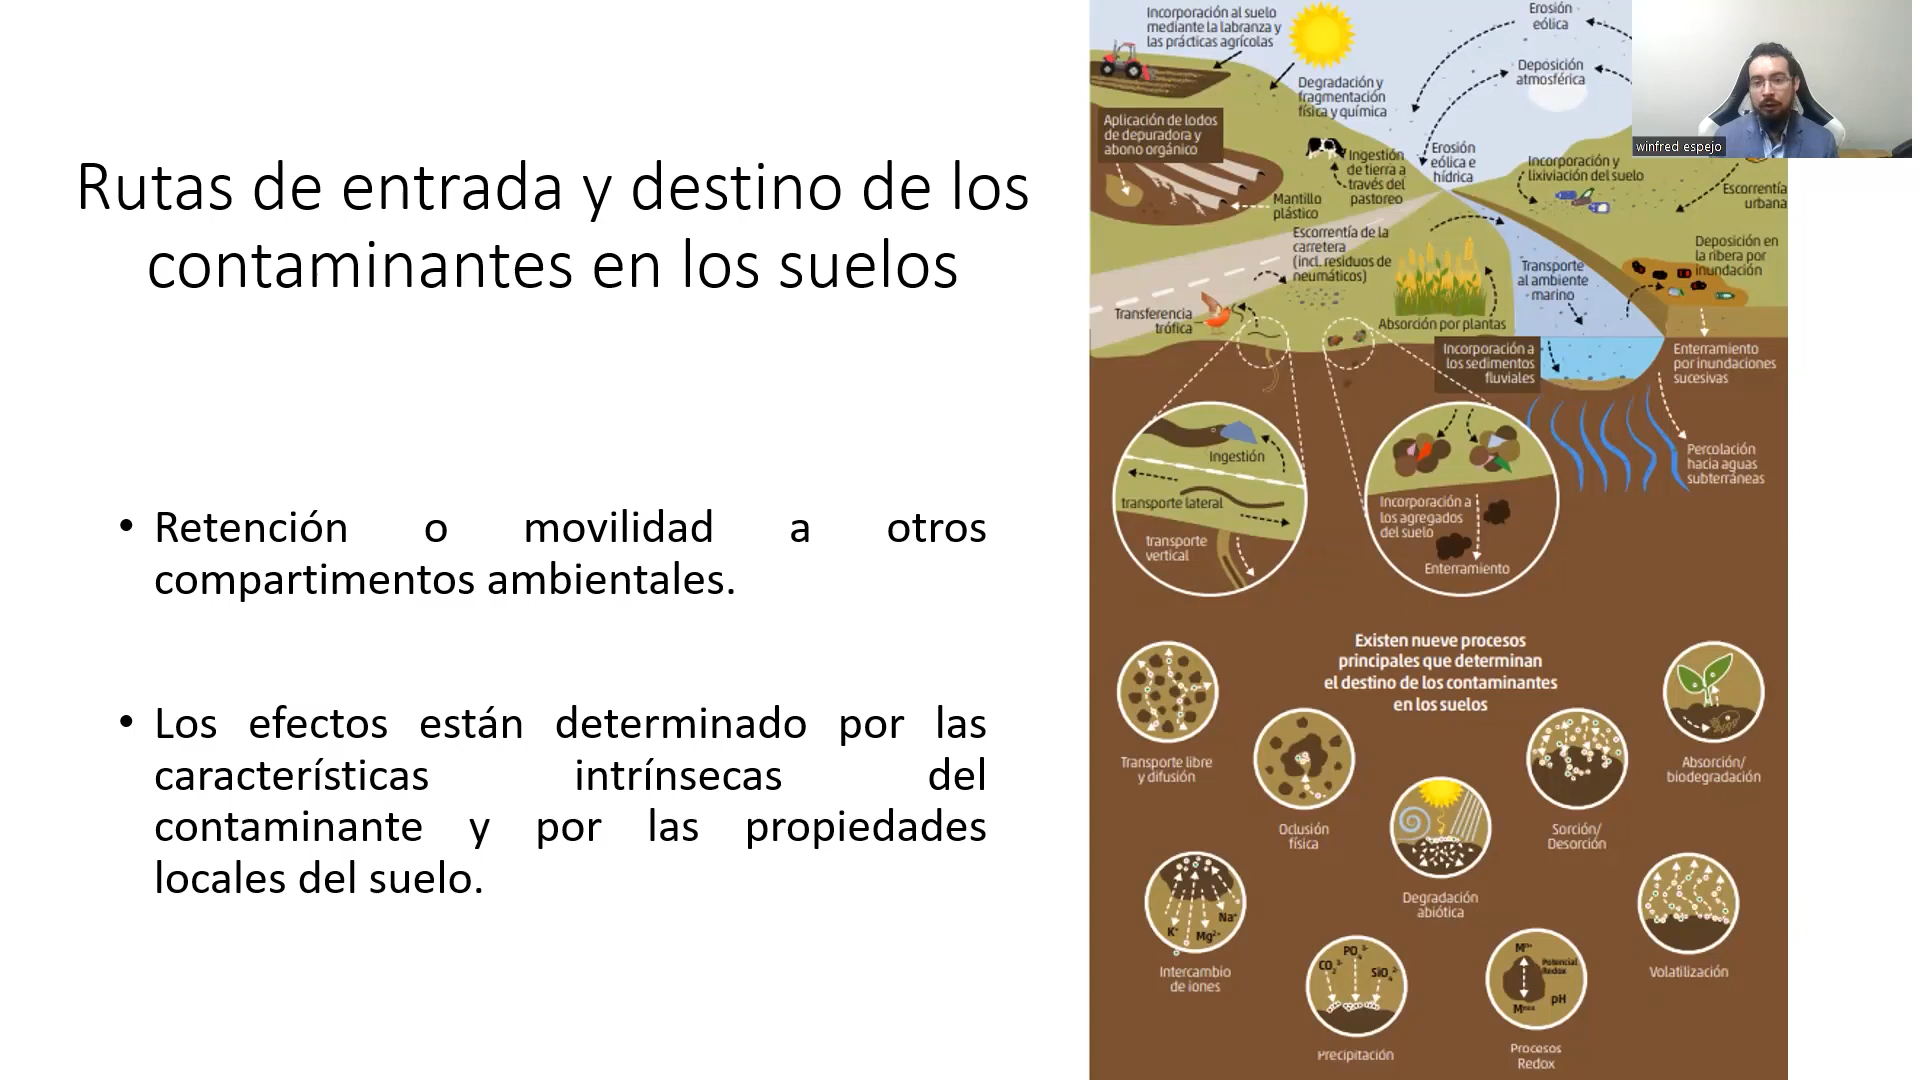 Rutas de entrada y destino de los
contaminantes en los suelos
• Retención o movilidad a otros
compartimentos ambientales.
• Los efectos están determinado por las
características intrínsecas del
contaminante y por las propiedades
locales del suelo.
Incorporación al suelo
mediante la labranza y
las prácticas agrícolas
Erosión
eólica
Deposición
atmosférica
winfred espejo
Degradación y
fragmentación
física y química
Aplicación de lodos
de depuradora y
abono orgánico
Ingestión
de tierra a
través del
pastoreo
Erosión
eólica e
hídrica
Incorporación y
lixiviación del suelo
Escorrentía
urbana
Mantillo
plástico
Escorrentía de la
carretera
(incl. residuos de
neumáticos)
Deposición en
la ribera por
inundación
Transporte
al ambiente
marino
Transferencia
trófica
Absorción por plantas
Incorporación a
los sedimentos
fluviales
Enterramiento
por inundaciones
sucesivas
Ingestión
transporte lateral
transporte
vertical
Incorporación a
los agregados
del suelo
Enterramiento
Percolación
hacia aguas
subterráneas
Existen nueve procesos
principales que determinan
el destino de los contaminantes
en los suelos
Transporte libre
y difusión
Oclusión
física
Degradación
abiótica
Sorción/
Desorción
Absorción/
biodegradación
K⁺
Mg²⁺
Na⁺
Intercambio
de iones
CO₂³⁻
PO₄³⁻
SiO₄²⁻
Precipitación
Potencial
Redox
pH
Procesos
Redox
Volatilización